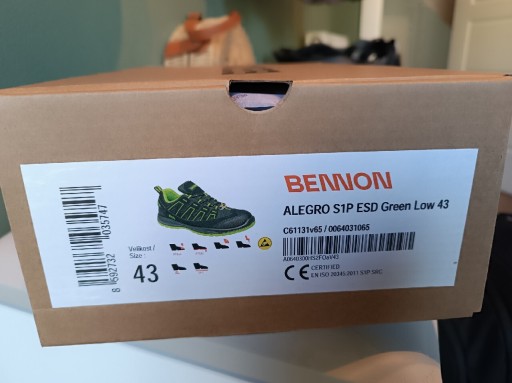 BENNON
ALEGRO S1P ESD Green Low 43
C61131v65 / 0064031065
CE CERTIFIED
EN ISO 20345:2011 S1P SRC
Velikost /
Size :
43
8 592732 035747